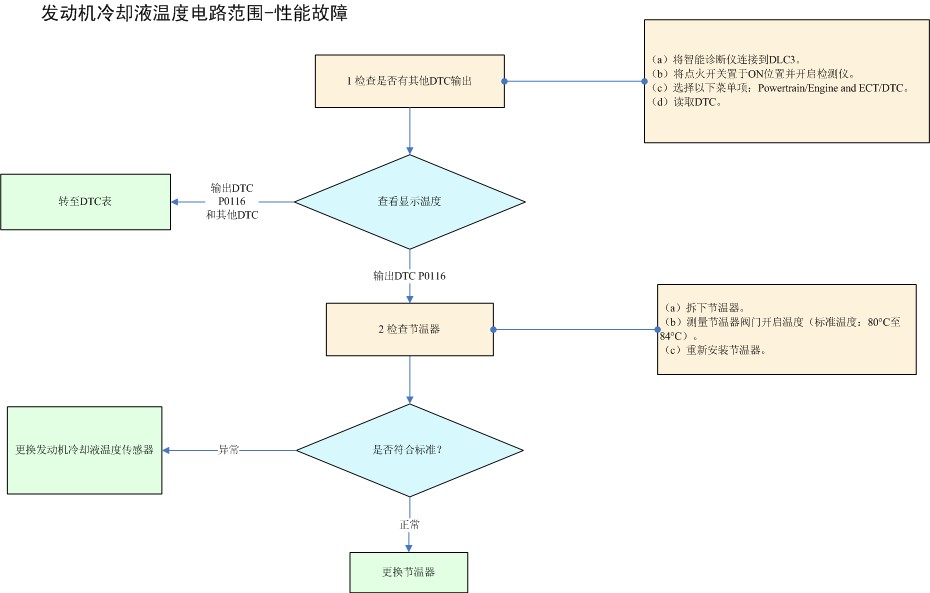 发动机冷却液温度电路范围-性能故障
1 检查是否有其他DTC输出
（a）将智能诊断仪连接到DLC3。
（b）将点火开关置于ON位置并开启检测仪。
（c）选择以下菜单项：Powertrain/Engine and ECT/DTC。
（d）读取DTC。
转至DTC表
输出DTC
P0116
和其他DTC
查看显示温度
输出DTC P0116
2 检查节温器
（a）拆下节温器。
（b）测量节温器阀门开启温度（标准温度：80°C至
84°C）。
（c）重新安装节温器。
更换发动机冷却液温度传感器
异常
是否符合标准？
正常
更换节温器